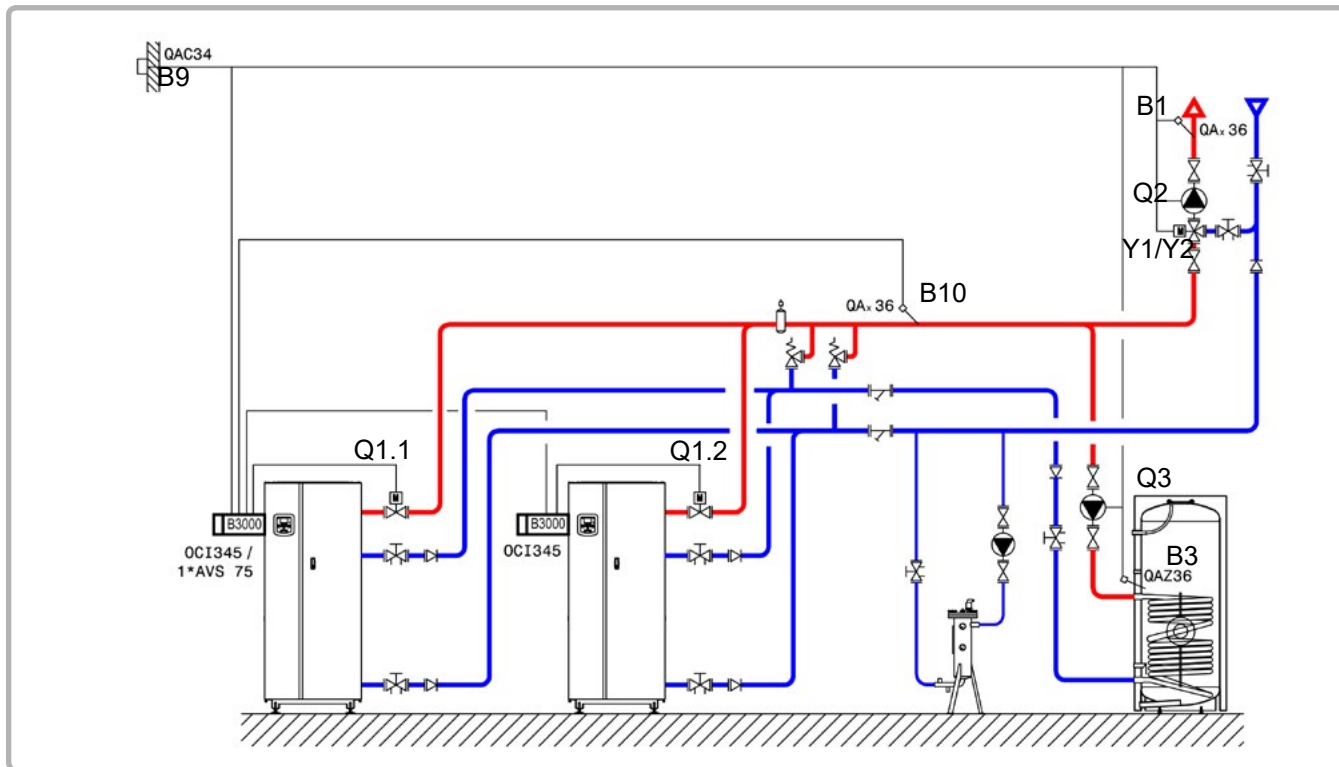 QAC34
B9
B1
QAx 36
Q2
Y1/Y2
B10
QAx 36
Q1.1
Q1.2
Q3
M
M
M
B3000
B3000
OCI345 /
1*AVS 75
OCI345
B3
QAZ36